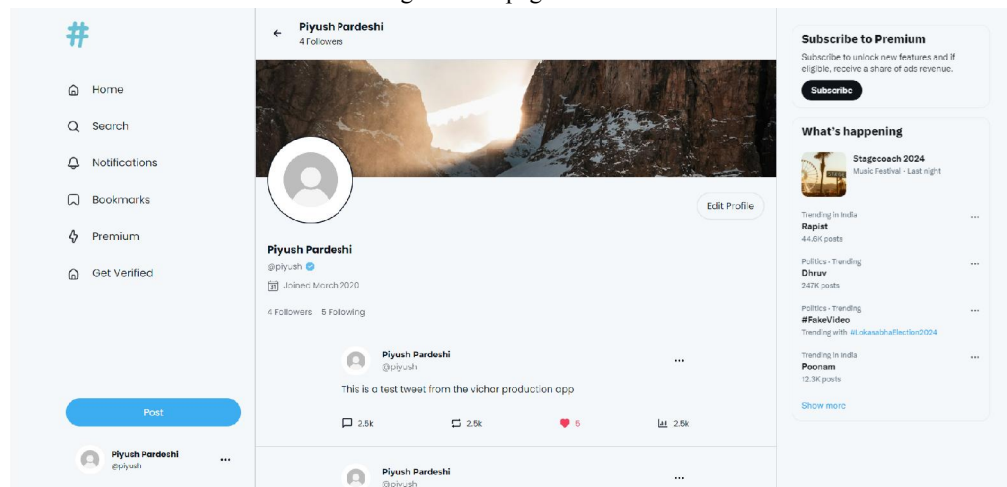 #
Home
Search
Notifications
Bookmarks
Premium
Get Verified
Post
Piyush Pardeshi
@piyush
Piyush Pardeshi
4 Followers
Edit Profile
Piyush Pardeshi
@piyush
Joined March 2020
4 Followers 5 Following
Piyush Pardeshi
@piyush
This is a test tweet from the vichar production app
2.5k 2.5k 5 2.5k
Piyush Pardeshi
@piyush
Subscribe to Premium
Subscribe to unlock new features and if
eligible, receive a share of ads revenue.
Subscribe
What's happening
Stagecoach 2024
Music Festival - Last night
Trending in India
Rapist
44.6K posts
Politics - Trending
Dhruv
247K posts
Politics - Trending
#FakeVideo
Trending with #LoksabhaElection2024
Trending in India
Poonam
12.3K posts
Show more